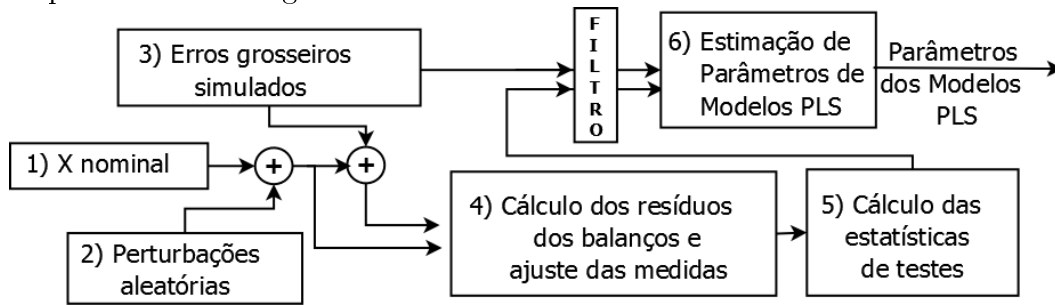 3) Erros grosseiros
simulados
F
I
L
T
R
O
6) Estimação de
Parâmetros de
Modelos PLS
Parâmetros
dos Modelos
PLS
1) X nominal
+
+
2) Perturbações
aleatórias
4) Cálculo dos resíduos
dos balanços e
ajuste das medidas
5) Cálculo das
estatísticas
de testes